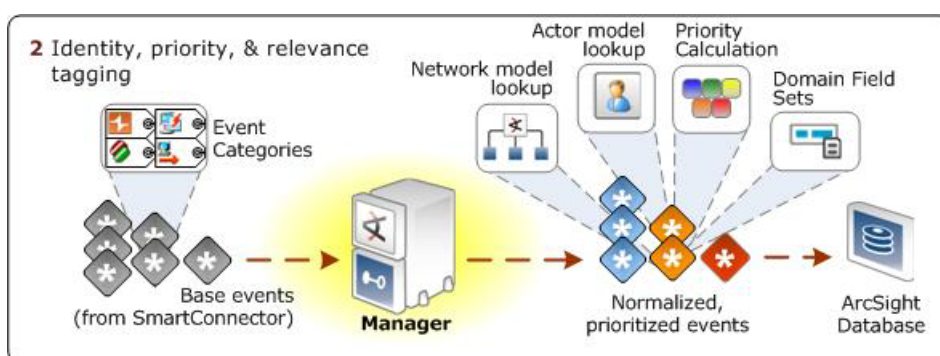 2 Identity, priority, & relevance
tagging
Event
Categories
Base events
(from SmartConnector)
Manager
Network model
lookup
Actor model
lookup
Priority
Calculation
Domain Field
Sets
Normalized,
prioritized events
ArcSight
Database